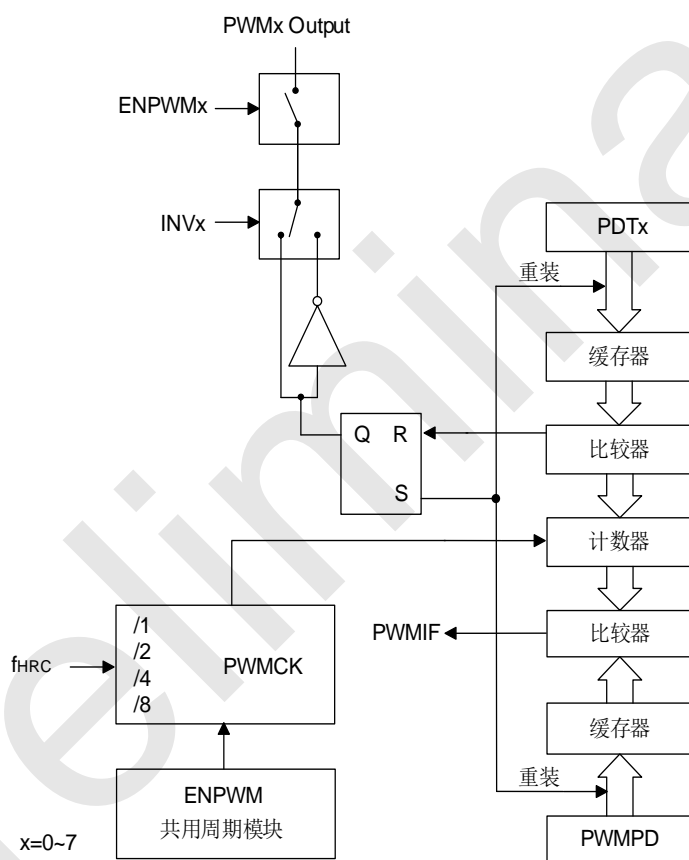 PWMx Output
ENPWMx
INVx
PDTx
重装
缓存器
Q R
S
比较器
计数器
fHRC
/1
/2
/4
/8
PWMCK
PWMIF
比较器
缓存器
重装
ENPWM
共用周期模块
PWMPD
x=0~7
elimina